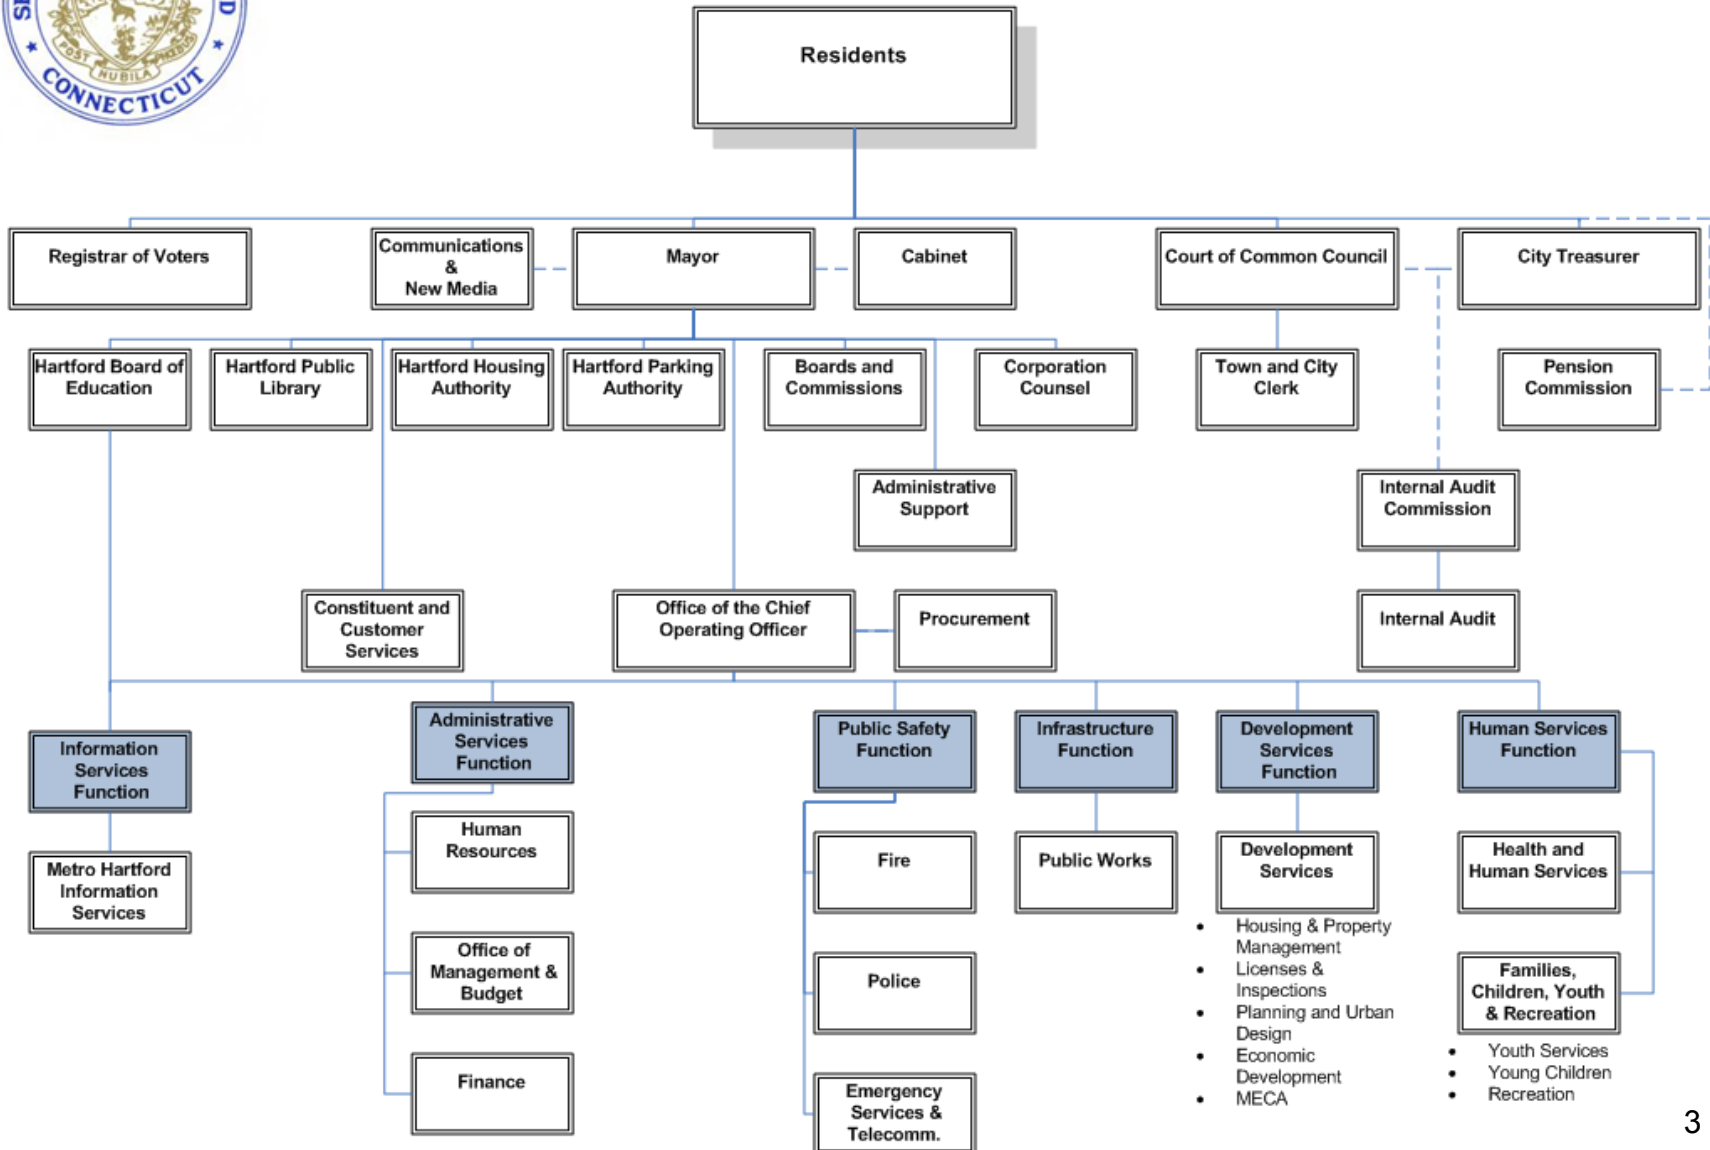 POST NUBILA PHOEBUS
CONNECTICUT
Residents
Registrar of Voters
Communications
&
New Media
Mayor
Cabinet
Court of Common Council
City Treasurer
Hartford Board of
Education
Hartford Public
Library
Hartford Housing
Authority
Hartford Parking
Authority
Boards and
Commissions
Corporation
Counsel
Town and City
Clerk
Pension
Commission
Administrative
Support
Internal Audit
Commission
Constituent and
Customer
Services
Office of the Chief
Operating Officer
Procurement
Internal Audit
Information
Services
Function
Administrative
Services
Function
Public Safety
Function
Infrastructure
Function
Development
Services
Function
Human Services
Function
Metro Hartford
Information
Services
Human
Resources
Office of
Management &
Budget
Finance
Fire
Police
Emergency
Services &
Telecomm.
Public Works
Development
Services
• Housing & Property
Management
• Licenses &
Inspections
• Planning and Urban
Design
• Economic
Development
• MECA
Health and
Human Services
Families,
Children, Youth
& Recreation
• Youth Services
• Young Children
• Recreation
3